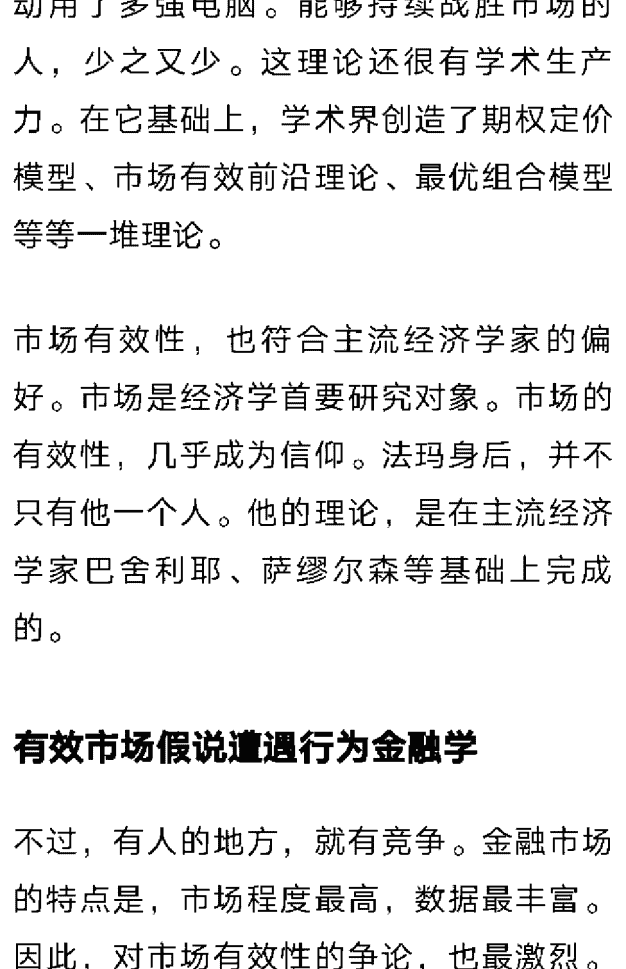 动用了多强电脑。能够持续战胜市场的
人，少之又少。这理论还很有学术生产
力。在它基础上，学术界创造了期权定价
模型、市场有效前沿理论、最优组合模型
等等一堆理论。
市场有效性，也符合主流经济学家的偏
好。市场是经济学首要研究对象。市场的
有效性，几乎成为信仰。法玛身后，并不
只有他一个人。他的理论，是在主流经济
学家巴舍利耶、萨缪尔森等基础上完成
的。
有效市场假说遭遇行为金融学
不过，有人的地方，就有竞争。金融市场
的特点是，市场程度最高，数据最丰富。
因此，对市场有效性的争论，也最激烈。